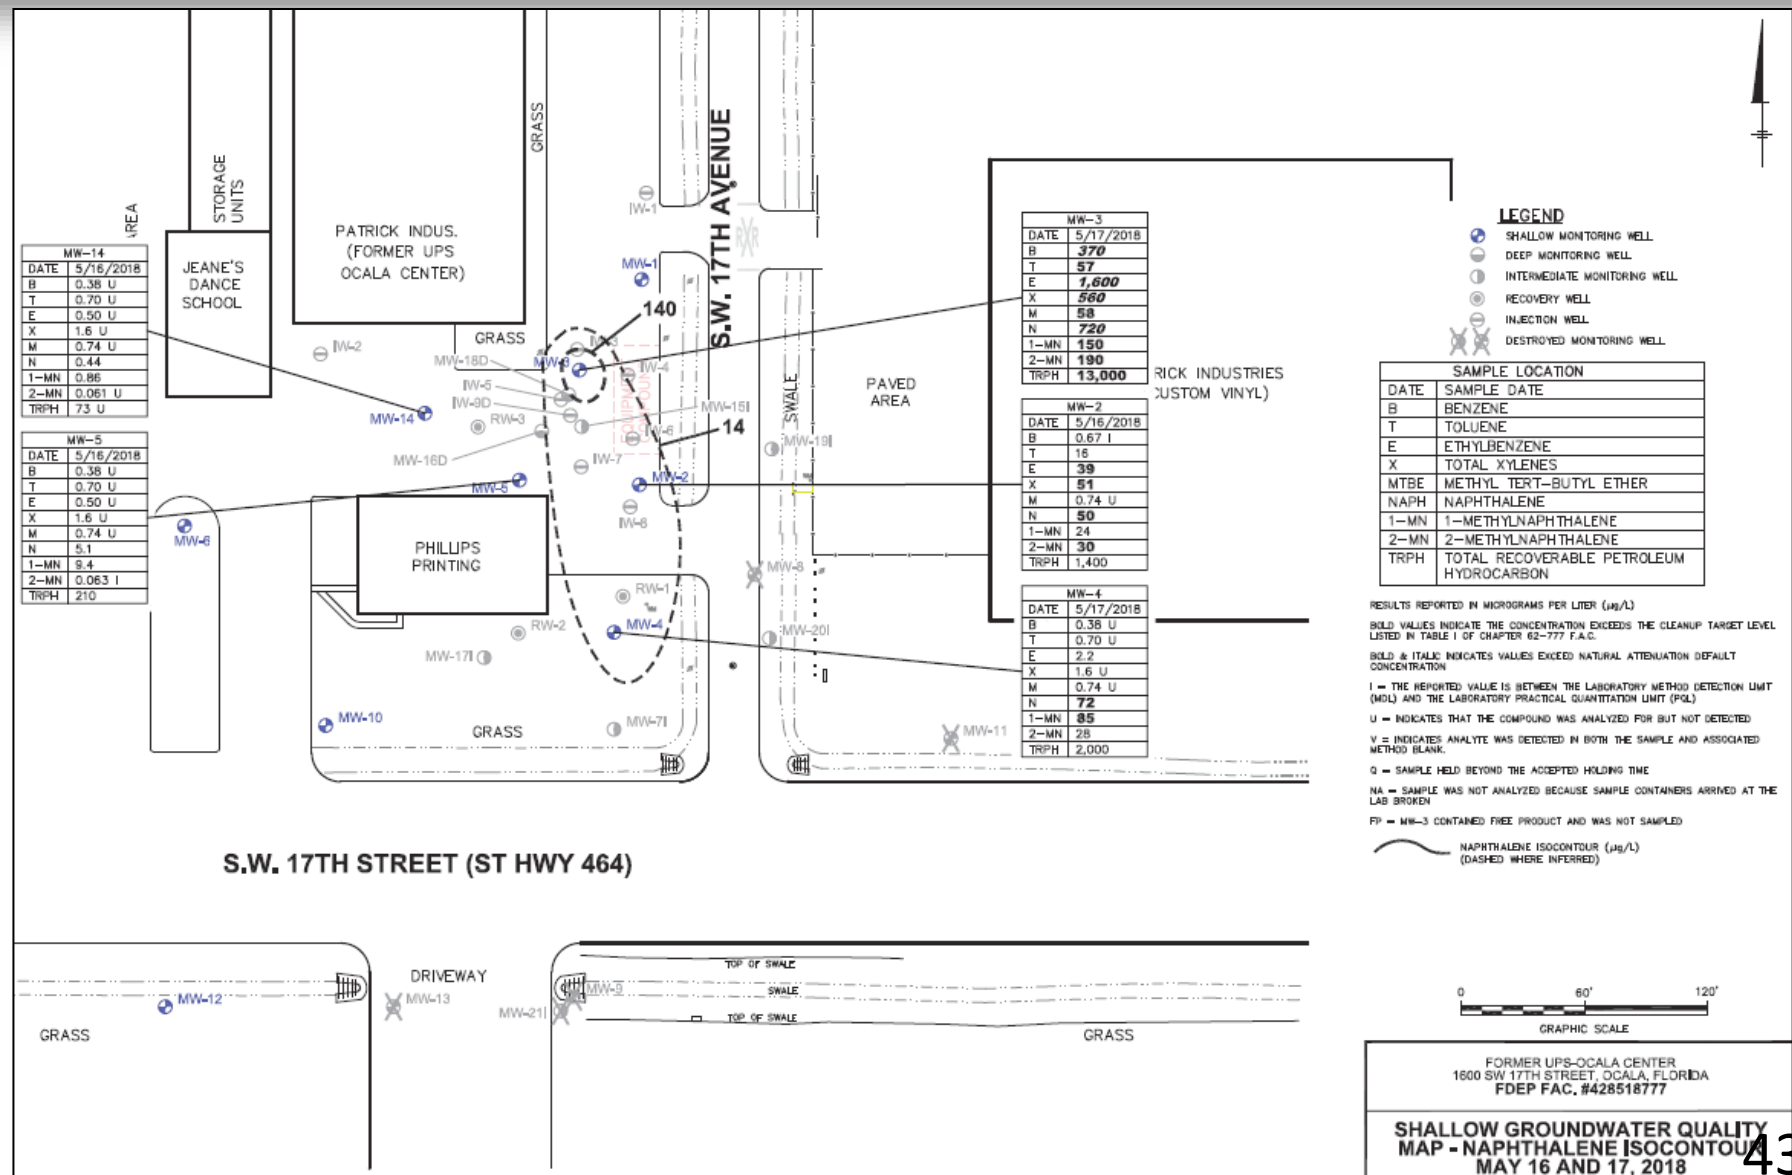 GRASS
STORAGE
UNITS
AREA
PATRICK INDUS.
(FORMER UPS
OCALA CENTER)
JEANE'S
DANCE
SCHOOL
IW-1
S.W. 17TH AVENUE
MW-1
140
GRASS
IW-2
IW-3
MW-18D
MW-3
IW-4
IW-5
IW-9D
MW-15I
14
MW-14
RW-3
IW-6
MW-16D
IW-7
MW-5
MW-2
IW-8
MW-6
PHILLIPS
PRINTING
SWALE
PAVED
AREA
MW-19I
MW-8
RW-1
RW-2
MW-4
MW-20I
MW-17I
MW-10
GRASS
MW-7I
MW-11
RICK INDUSTRIES
CUSTOM VINYL)
MW-14
DATE 5/16/2018
B 0.38 U
T 0.70 U
E 0.50 U
X 1.6 U
M 0.74 U
N 0.44
1-MN 0.86
2-MN 0.061 U
TRPH 73 U
MW-5
DATE 5/16/2018
B 0.38 U
T 0.70 U
E 0.50 U
X 1.6 U
M 0.74 U
N 5.1
1-MN 9.4
2-MN 0.063 I
TRPH 210
MW-3
DATE 5/17/2018
B 370
T 57
E 1,600
X 560
M 58
N 720
1-MN 150
2-MN 190
TRPH 13,000
MW-2
DATE 5/16/2018
B 0.67 I
T 16
E 39
X 51
M 0.74 U
N 50
1-MN 24
2-MN 30
TRPH 1,400
MW-4
DATE 5/17/2018
B 0.38 U
T 0.70 U
E 2.2
X 1.6 U
M 0.74 U
N 72
1-MN 85
2-MN 28
TRPH 2,000
LEGEND
SHALLOW MONITORING WELL
DEEP MONITORING WELL
INTERMEDIATE MONITORING WELL
RECOVERY WELL
INJECTION WELL
DESTROYED MONITORING WELL
SAMPLE LOCATION
DATE SAMPLE DATE
B BENZENE
T TOLUENE
E ETHYLBENZENE
X TOTAL XYLENES
MTBE METHYL TERT-BUTYL ETHER
NAPH NAPHTHALENE
1-MN 1-METHYLNAPHTHALENE
2-MN 2-METHYLNAPHTHALENE
TRPH TOTAL RECOVERABLE PETROLEUM
HYDROCARBON
RESULTS REPORTED IN MICROGRAMS PER LITER (µg/L)
BOLD VALUES INDICATE THE CONCENTRATION EXCEEDS THE CLEANUP TARGET LEVEL
LISTED IN TABLE I OF CHAPTER 62-777 F.A.C.
BOLD & ITALIC INDICATES VALUES EXCEED NATURAL ATTENUATION DEFAULT
CONCENTRATION
I = THE REPORTED VALUE IS BETWEEN THE LABORATORY METHOD DETECTION LIMIT
(MDL) AND THE LABORATORY PRACTICAL QUANTITATION LIMIT (PQL)
U = INDICATES THAT THE COMPOUND WAS ANALYZED FOR BUT NOT DETECTED
V = INDICATES ANALYTE WAS DETECTED IN BOTH THE SAMPLE AND ASSOCIATED
METHOD BLANK.
Q = SAMPLE HELD BEYOND THE ACCEPTED HOLDING TIME
NA = SAMPLE WAS NOT ANALYZED BECAUSE SAMPLE CONTAINERS ARRIVED AT THE
LAB BROKEN
FP = MW-3 CONTAINED FREE PRODUCT AND WAS NOT SAMPLED
NAPHTHALENE ISOCONTOUR (µg/L)
(DASHED WHERE INFERRED)
S.W. 17TH STREET (ST HWY 464)
DRIVEWAY
MW-12
MW-13
MW-21I
MW-9
TOP OF SWALE
SWALE
TOP OF SWALE
GRASS
GRASS
0 60' 120'
GRAPHIC SCALE
FORMER UPS-OCALA CENTER
1600 SW 17TH STREET, OCALA, FLORIDA
FDEP FAC. #428518777
SHALLOW GROUNDWATER QUALITY
MAP - NAPHTHALENE ISOCONTOUR
MAY 16 AND 17, 2018